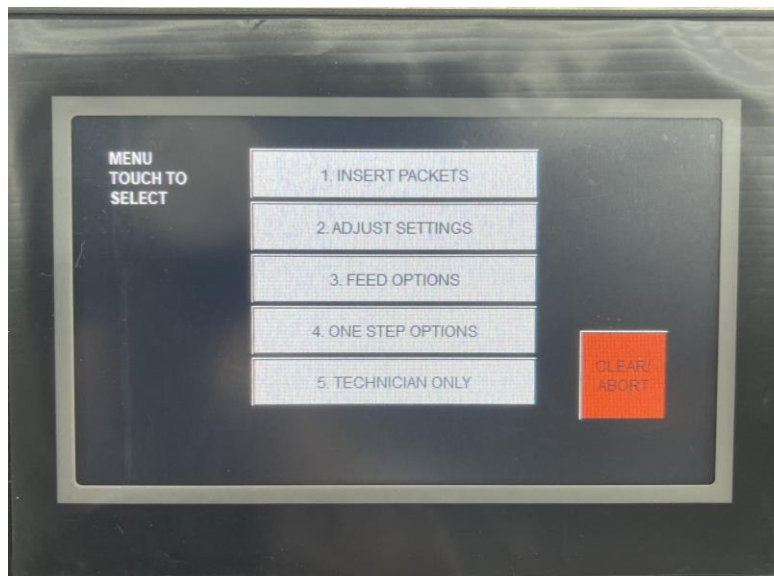 MENU
TOUCH TO
SELECT
1. INSERT PACKETS
2. ADJUST SETTINGS
3. FEED OPTIONS
4. ONE STEP OPTIONS
5. TECHNICIAN ONLY
CLEAR/
ABORT